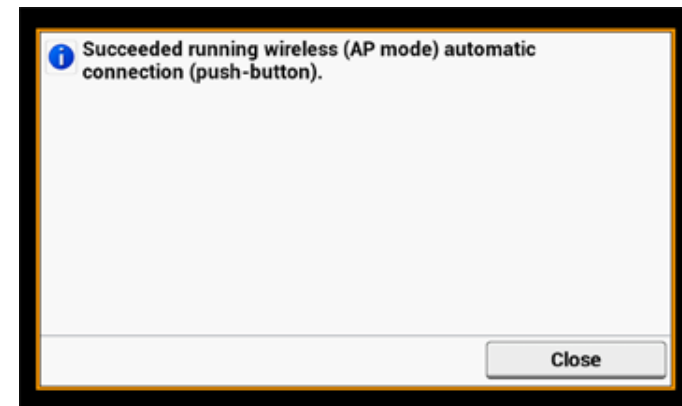 Succeeded running wireless (AP mode) automatic
connection (push-button).
Close